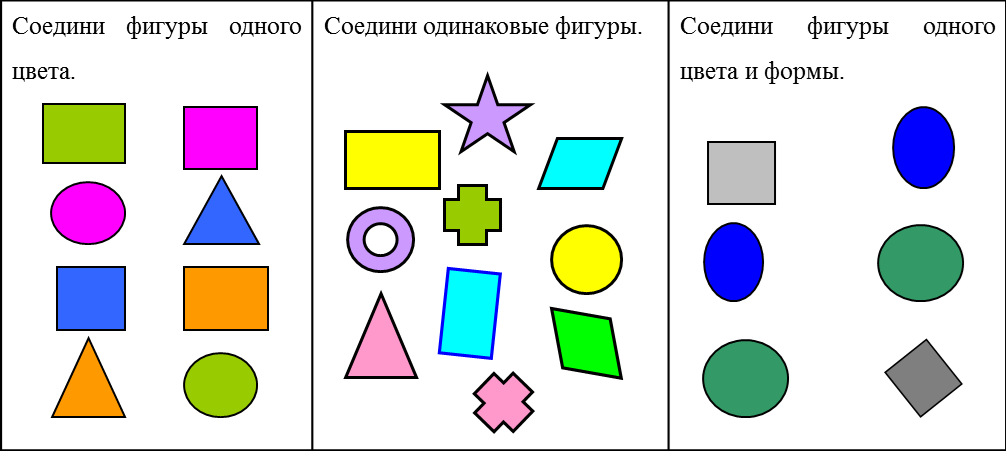 Соедини фигуры одного
цвета.
Соедини одинаковые фигуры.
Соедини фигуры одного
цвета и формы.